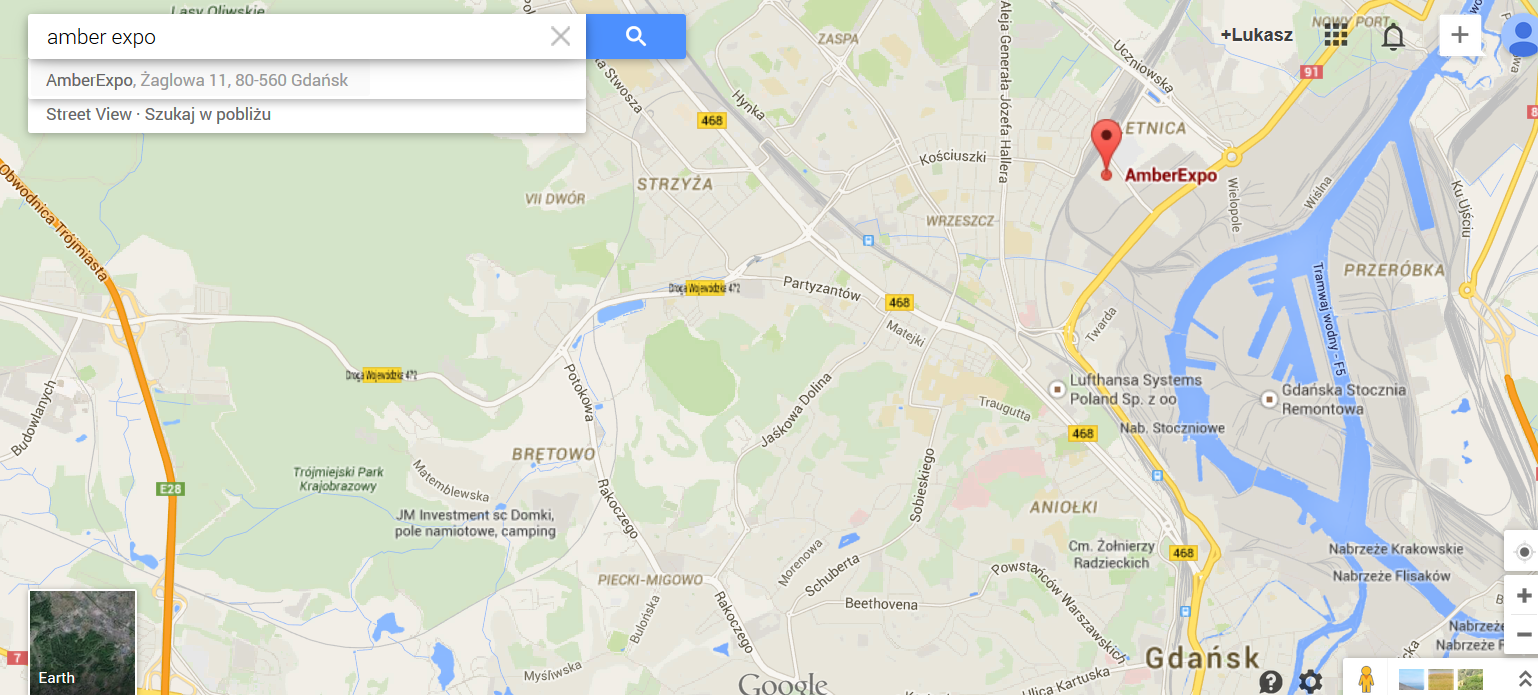 Lasy Oliwskie
amber expo
AmberExpo, Żaglowa 11, 80-560 Gdańsk
Street View · Szukaj w pobliżu
+Lukasz
NOWY PORT
ZASPA
Aleja Generała Józefa Hallera
Uczniowska
91
Hynka
468
LETNICA
Kościuszki
AmberExpo
STRZYŻA
VII DWÓR
WRZESZCZ
Wielopole
Wiślna
Ku Ujściu
Obwodnica Trójmiasta
PRZERÓBKA
Droga Wojewódzka 472
Partyzantów
468
Matejki
Twarda
Tramwaj wodny - F5
Droga Wojewódzka 472
Potokowa
Jaśkowa Dolina
Lufthansa Systems
Poland Sp. z oo
Gdańska Stocznia
Remontowa
Traugutta
Nab. Stoczniowe
468
Budowlanych
BRĘTOWO
Trójmiejski Park
Krajobrazowy
Matemblewska
Sobieskiego
E28
Rakoczego
JM Investment sc Domki,
pole namiotowe, camping
ANIOŁKI
Cm. Żołnierzy
Radzieckich
468
Nabrzeże Krakowskie
Nabrzeże Flisaków
PIECKI-MIGOWO
Morenowa
Schuberta
Powstańców Warszawskich
Beethovena
Bulońska
Rakoczego
Gdańsk
7
Earth
Myśliwska
Google
Ulica Kartuska